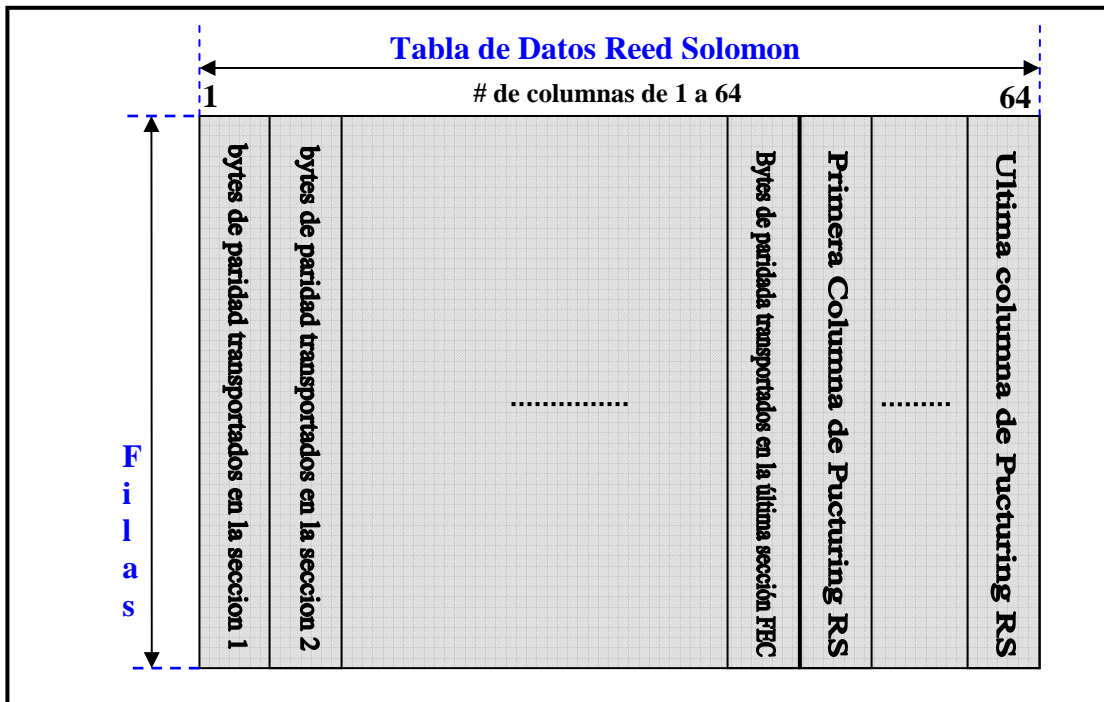 Tabla de Datos Reed Solomon
# de columnas de 1 a 64
1
64
Filas
bytes de paridad transportados en la seccion 1
bytes de paridad transportados en la seccion 2
...............
Bytes de paridada transportados en la última sección FEC
Primera Columna de Pucturing RS
.........
Ultima columna de Pucturing RS